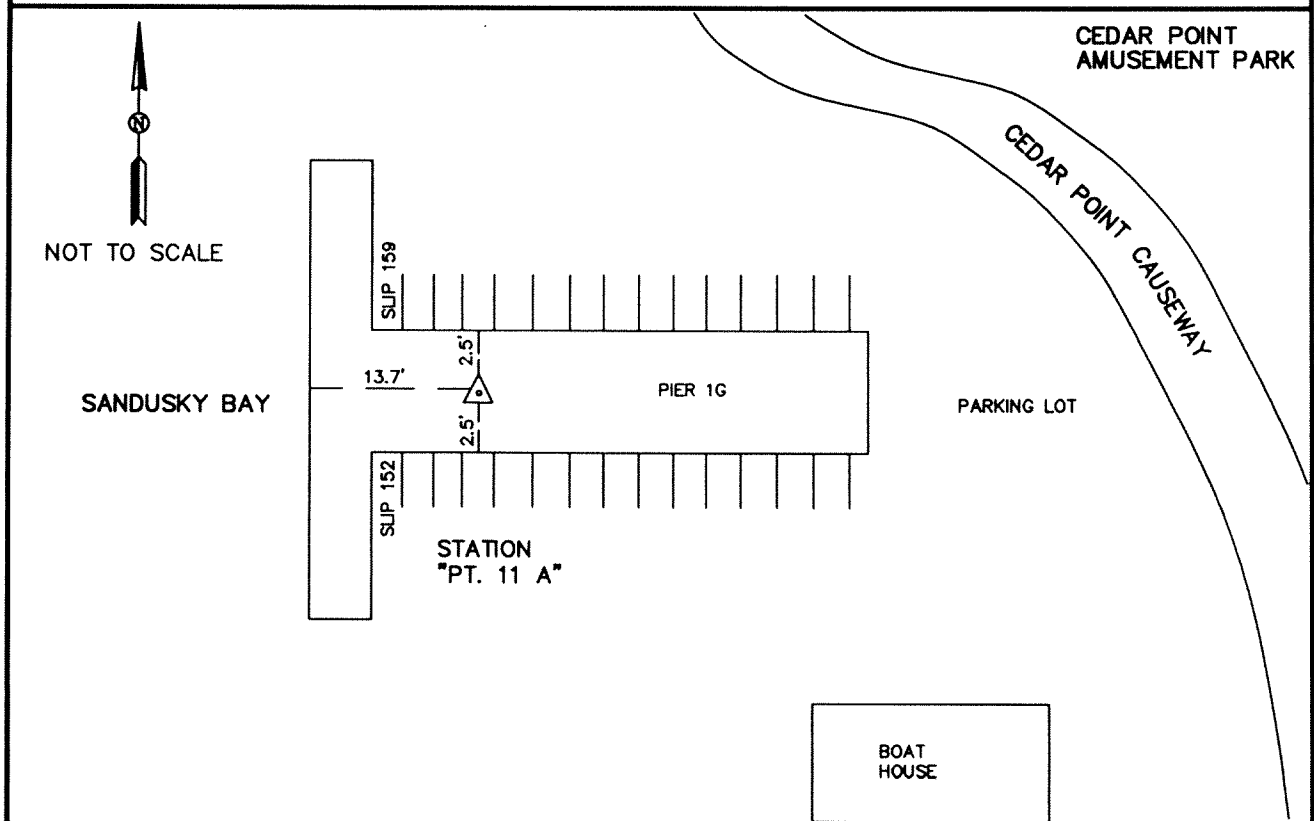 CEDAR POINT
AMUSEMENT PARK
N
NOT TO SCALE
CEDAR POINT CAUSEWAY
SLIP 159
2.5'
13.7'
SANDUSKY BAY
PIER 1G
PARKING LOT
2.5'
SLIP 152
STATION
"PT. 11 A"
BOAT
HOUSE